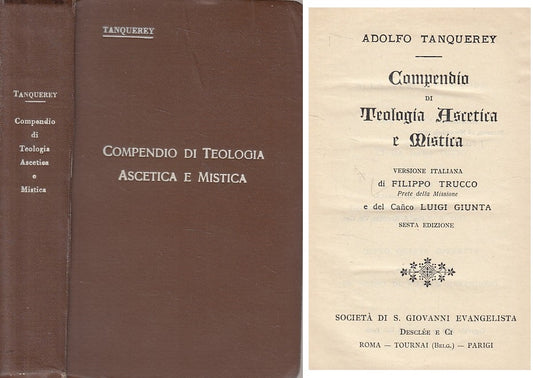 TANQUEREY
Compendio
di
Teologia
Ascetica
e
Mistica
TANQUEREY
COMPENDIO DI TEOLOGIA
ASCETICA E MISTICA
ADOLFO TANQUEREY
Compendio
DI
Teologia Ascetica
e Mistica
VERSIONE ITALIANA
di FILIPPO TRUCCO
Prete della Missione
e del Cañco LUIGI GIUNTA
SESTA EDIZIONE
SOCIETÀ DI S. GIOVANNI EVANGELISTA
DESCLÉE E CI
ROMA — TOURNAI (BELG.) — PARIGI